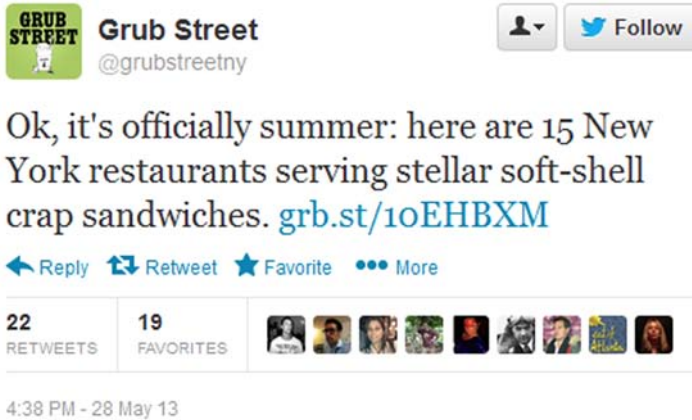 GRUB
STREET
Grub Street
@grubstreetny
Follow
Ok, it's officially summer: here are 15 New
York restaurants serving stellar soft-shell
crap sandwiches. grb.st/10EHBXM
Reply Retweet Favorite More
22 19
RETWEETS FAVORITES
4:38 PM - 28 May 13